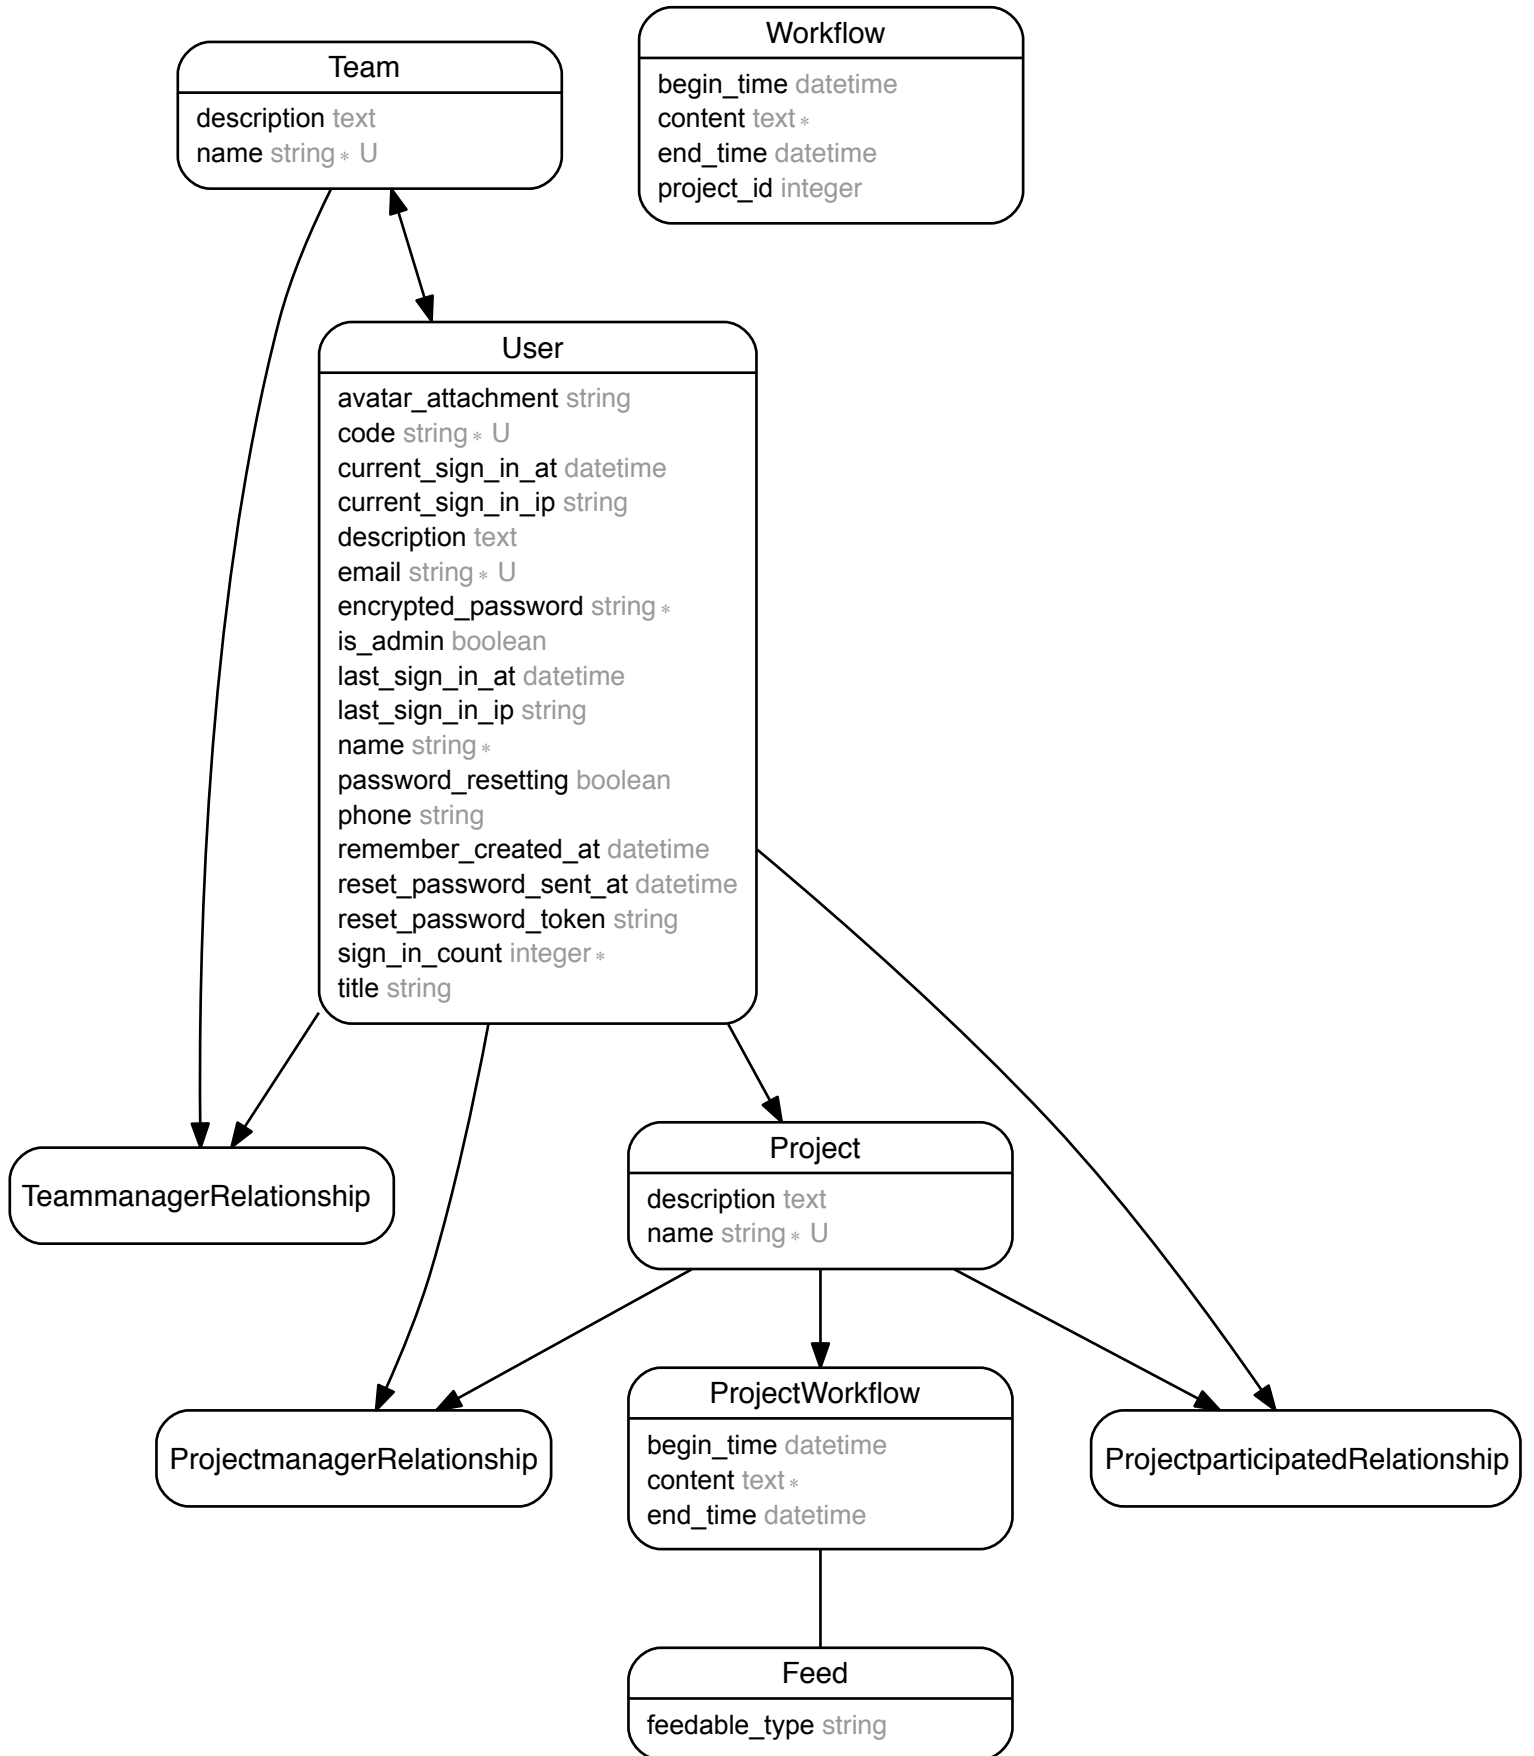 Team
description text
name string* U
Workflow
begin_time datetime
content text*
end_time datetime
project_id integer
User
avatar_attachment string
code string* U
current_sign_in_at datetime
current_sign_in_ip string
description text
email string* U
encrypted_password string*
is_admin boolean
last_sign_in_at datetime
last_sign_in_ip string
name string*
password_resetting boolean
phone string
remember_created_at datetime
reset_password_sent_at datetime
reset_password_token string
sign_in_count integer*
title string
TeammanagerRelationship
Project
description text
name string* U
ProjectmanagerRelationship
ProjectWorkflow
begin_time datetime
content text*
end_time datetime
ProjectparticipatedRelationship
Feed
feedable_type string